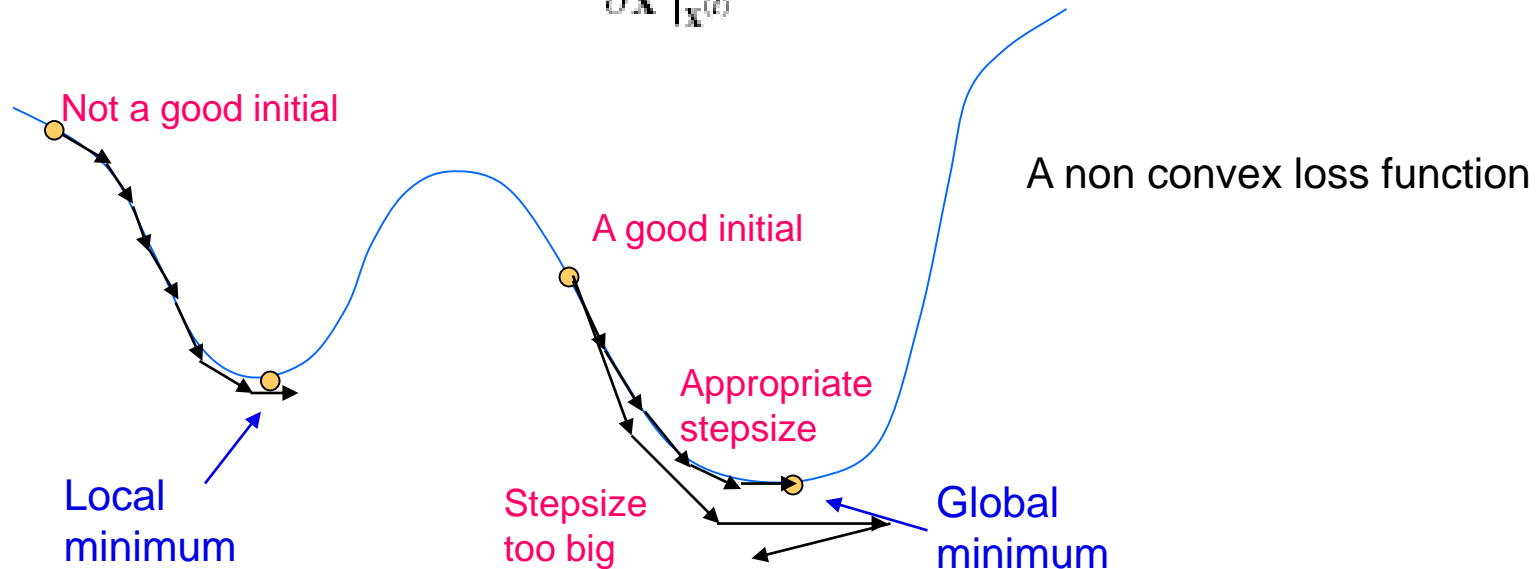 Not a good initial
A non convex loss function
A good initial
Appropriate
stepsize
Local
minimum
Stepsize
too big
Global
minimum